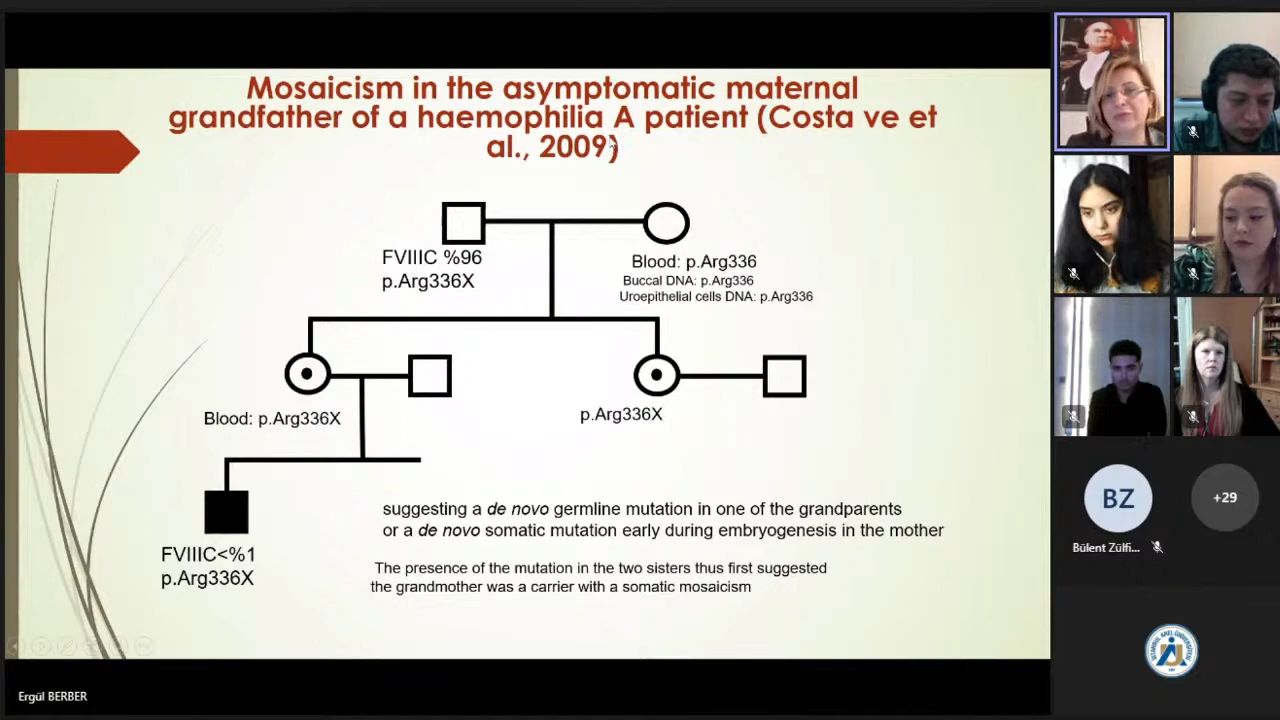 Mosaicism in the asymptomatic maternal
grandfather of a haemophilia A patient (Costa ve et
al., 2009)
FVIIIC %96
p.Arg336X
Blood: p.Arg336
Buccal DNA: p.Arg336
Uroepithelial cells DNA: p.Arg336
Blood: p.Arg336X
p.Arg336X
suggesting a de novo germline mutation in one of the grandparents
or a de novo somatic mutation early during embryogenesis in the mother
FVIIIC<%1
p.Arg336X
The presence of the mutation in the two sisters thus first suggested
the grandmother was a carrier with a somatic mosaicism
BZ
+29
Bülent Zülfi...
Ergül BERBER